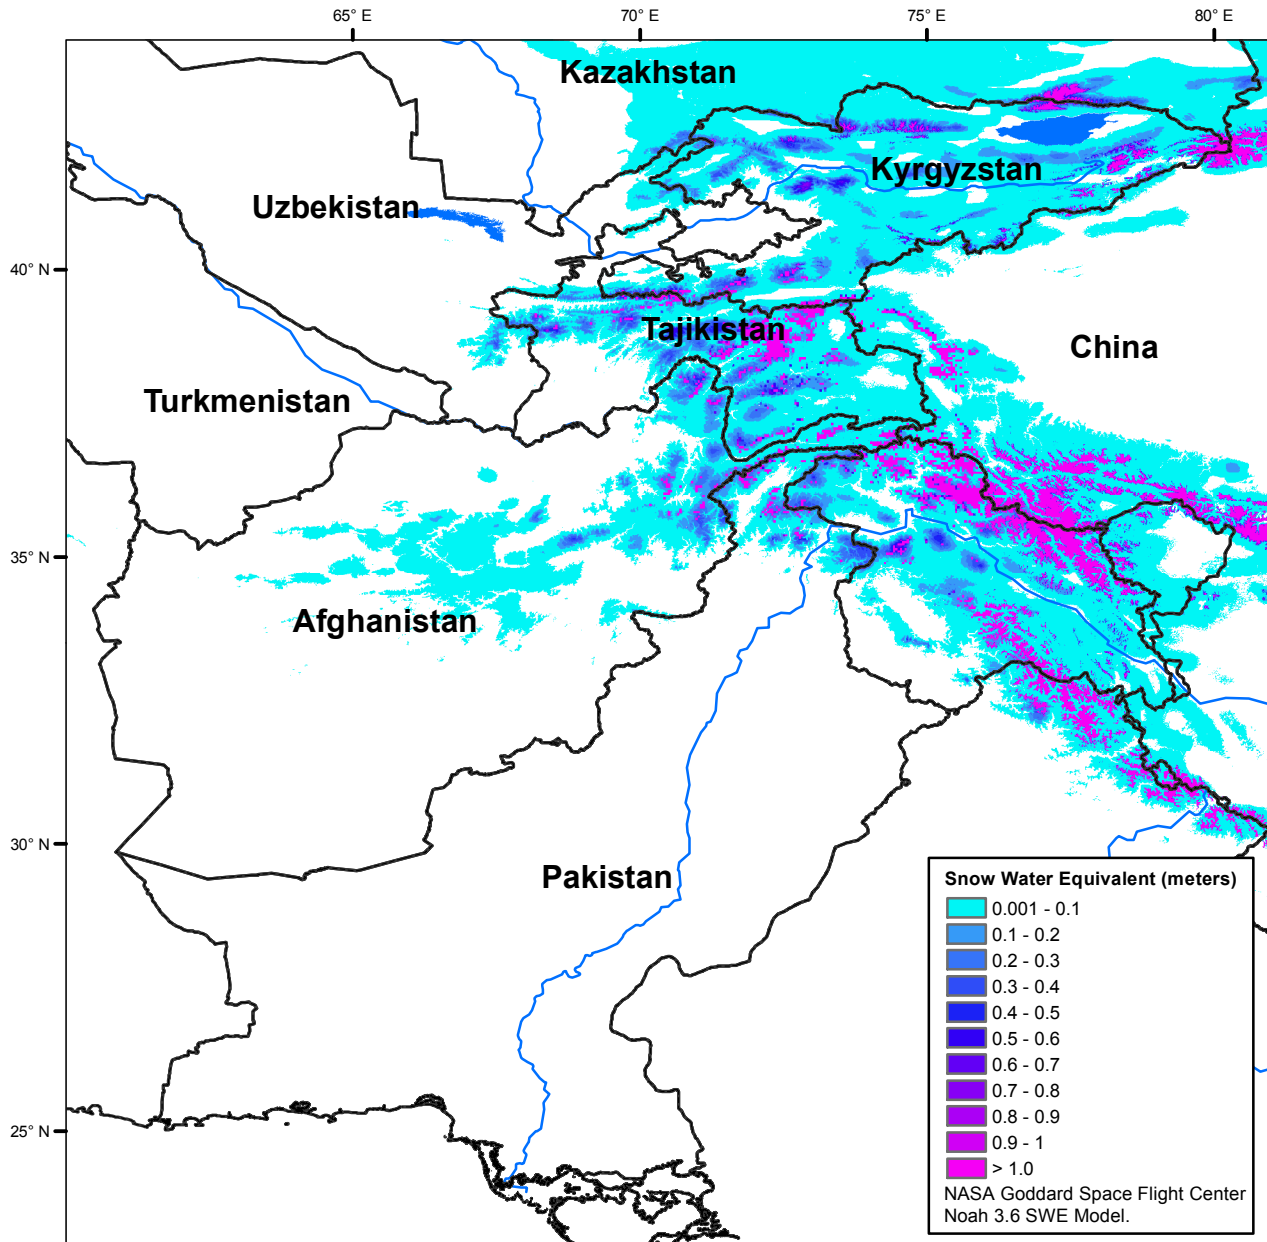 65° E
70° E
75° E
80° E
Kazakhstan
Kyrgyzstan
Uzbekistan
40° N
Tajikistan
China
Turkmenistan
35° N
Afghanistan
30° N
Pakistan
25° N
Snow Water Equivalent (meters)
0.001 - 0.1
0.1 - 0.2
0.2 - 0.3
0.3 - 0.4
0.4 - 0.5
0.5 - 0.6
0.6 - 0.7
0.7 - 0.8
0.8 - 0.9
0.9 - 1
> 1.0
NASA Goddard Space Flight Center
Noah 3.6 SWE Model.